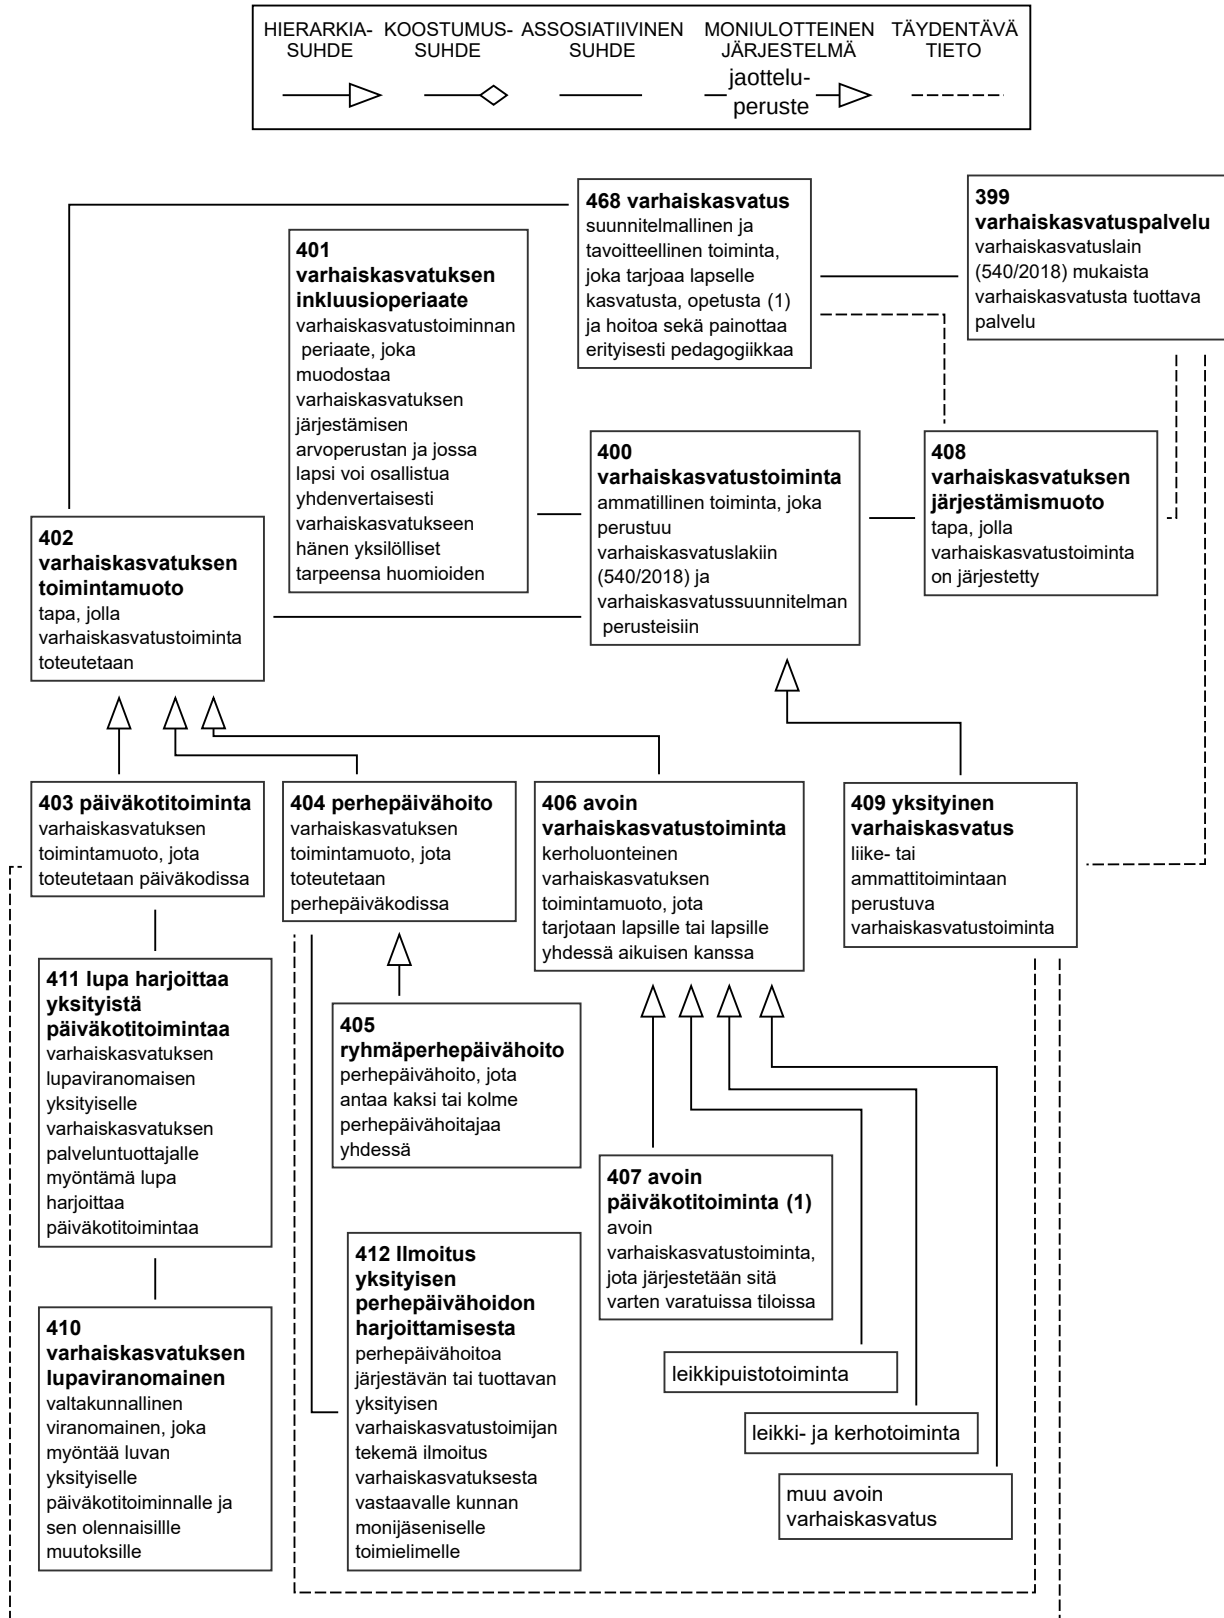 HIERARKIA-
SUHDE
KOOSTUMUS-
SUHDE
ASSOSIATIIVINEN
SUHDE
MONIULOTTEINEN
JÄRJESTELMÄ
jaottelu-
peruste
TÄYDENTÄVÄ
TIETO
468 varhaiskasvatus
suunnitelmallinen ja
tavoitteellinen toiminta,
joka tarjoaa lapselle
kasvatusta, opetusta (1)
ja hoitoa sekä painottaa
erityisesti pedagogiikkaa
399
varhaiskasvatuspalvelu
varhaiskasvatuslain
(540/2018) mukaista
varhaiskasvatusta tuottava
palvelu
401
varhaiskasvatuksen
inkluusioperiaate
varhaiskasvatustoiminnan
periaate, joka
muodostaa
varhaiskasvatuksen
järjestämisen
arvoperustan ja jossa
lapsi voi osallistua
yhdenvertaisesti
varhaiskasvatukseen
hänen yksilölliset
tarpeensa huomioiden
400
varhaiskasvatustoiminta
ammatillinen toiminta, joka
perustuu
varhaiskasvatuslakiin
(540/2018) ja
varhaiskasvatussuunnitelman
perusteisiin
408
varhaiskasvatuksen
järjestämismuoto
tapa, jolla
varhaiskasvatustoiminta
on järjestetty
402
varhaiskasvatuksen
toimintamuoto
tapa, jolla
varhaiskasvatustoiminta
toteutetaan
403 päiväkotitoiminta
varhaiskasvatuksen
toimintamuoto, jota
toteutetaan päiväkodissa
404 perhepäivähoito
varhaiskasvatuksen
toimintamuoto, jota
toteutetaan
perhepäiväkodissa
406 avoin
varhaiskasvatustoiminta
kerholuonteinen
varhaiskasvatuksen
toimintamuoto, jota
tarjotaan lapsille tai lapsille
yhdessä aikuisen kanssa
409 yksityinen
varhaiskasvatus
liike- tai
ammattitoimintaan
perustuva
varhaiskasvatustoiminta
411 lupa harjoittaa
yksityistä
päiväkotitoimintaa
varhaiskasvatuksen
lupaviranomaisen
yksityiselle
varhaiskasvatuksen
palveluntuottajalle
myöntämä lupa
harjoittaa
päiväkotitoimintaa
405
ryhmäperhepäivähoito
perhepäivähoito, jota
antaa kaksi tai kolme
perhepäivähoitajaa
yhdessä
407 avoin
päiväkotitoiminta (1)
avoin
varhaiskasvatustoiminta,
jota järjestetään sitä
varten varatuissa tiloissa
412 Ilmoitus
yksityisen
perhepäivähoidon
harjoittamisesta
perhepäivähoitoa
järjestävän tai tuottavan
yksityisen
varhaiskasvatustoimijan
tekemä ilmoitus
varhaiskasvatuksesta
vastaavalle kunnan
monijäseniselle
toimielimelle
410
varhaiskasvatuksen
lupaviranomainen
valtakunnallinen
viranomainen, joka
myöntää luvan
yksityiselle
päiväkotitoiminnalle ja
sen olennaisillle
muutoksille
leikkipuistotoiminta
leikki- ja kerhotoiminta
muu avoin
varhaiskasvatus